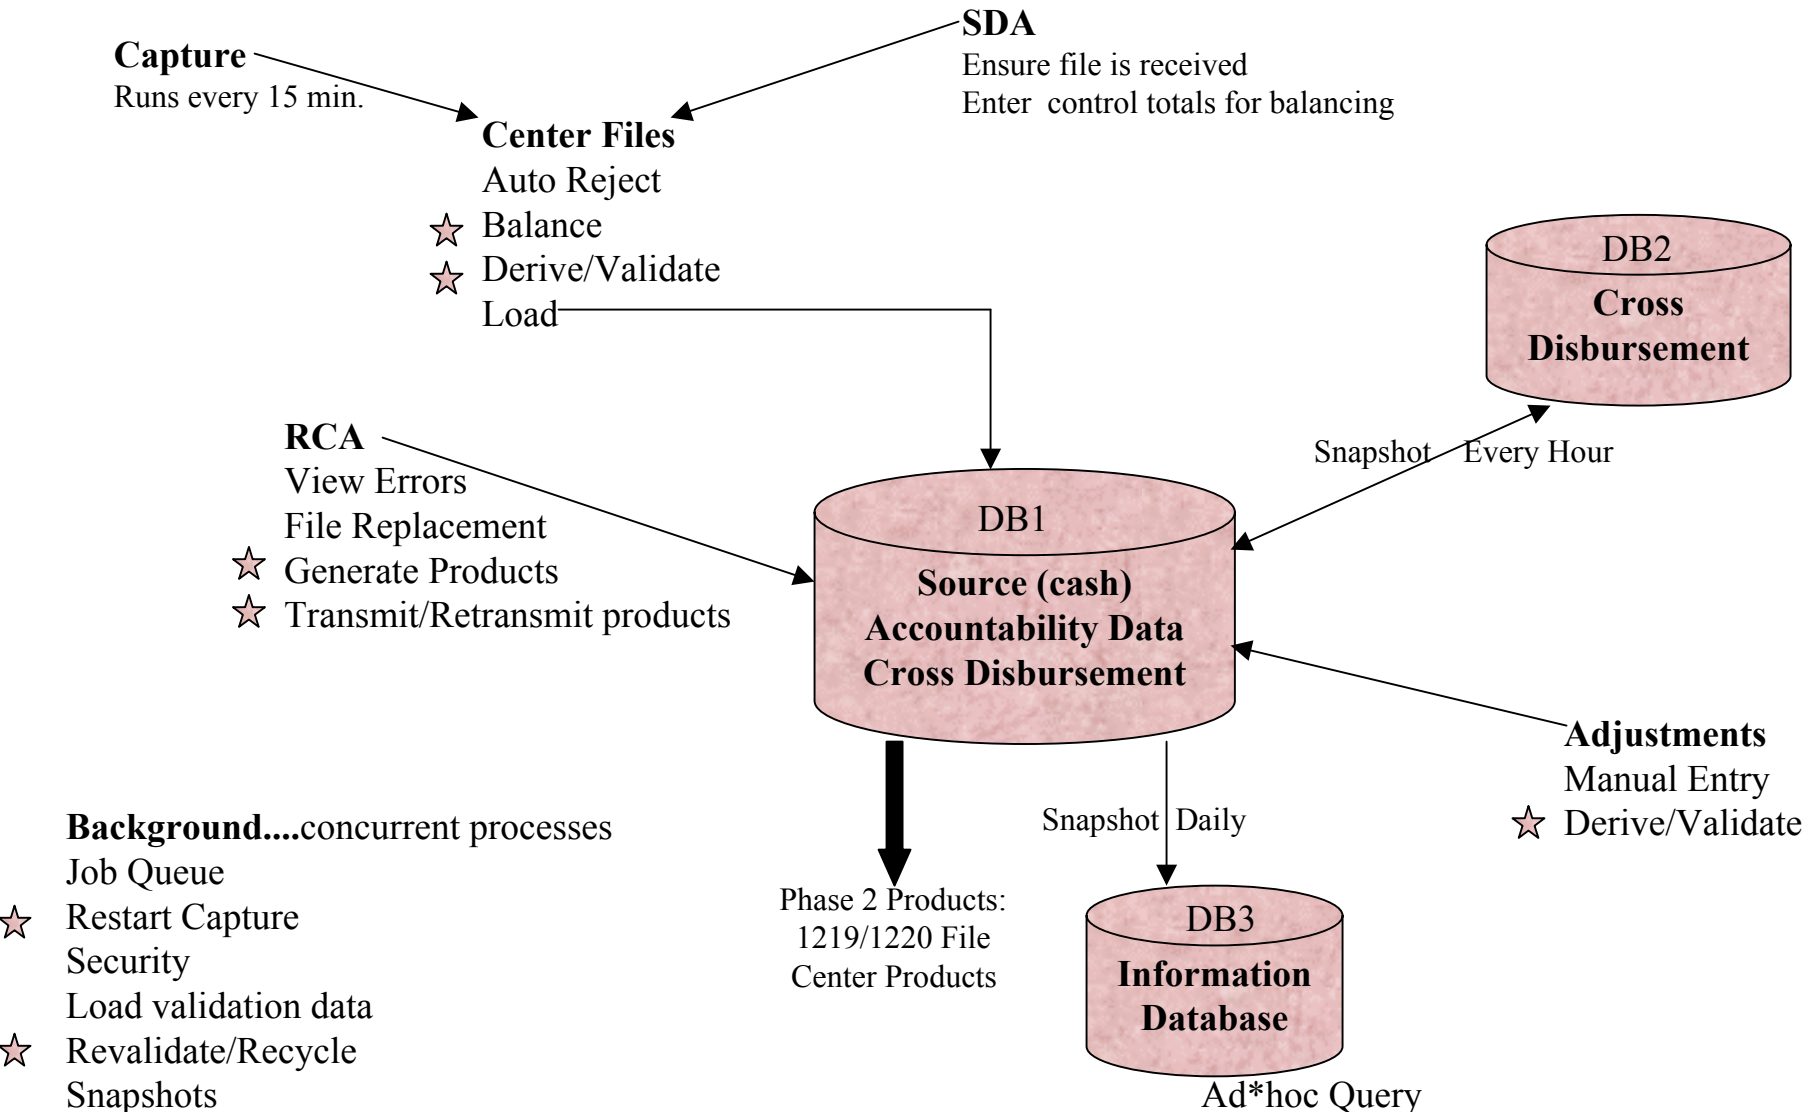 Capture
Runs every 15 min.
SDA
Ensure file is received
Enter control totals for balancing
Center Files
Auto Reject
Balance
Derive/Validate
Load
DB2
Cross
Disbursement
Snapshot Every Hour
RCA
View Errors
File Replacement
Generate Products
Transmit/Retransmit products
DB1
Source (cash)
Accountability Data
Cross Disbursement
Adjustments
Manual Entry
Derive/Validate
Snapshot Daily
Phase 2 Products:
1219/1220 File
Center Products
DB3
Information
Database
Ad*hoc Query
Background....concurrent processes
Job Queue
Restart Capture
Security
Load validation data
Revalidate/Recycle
Snapshots